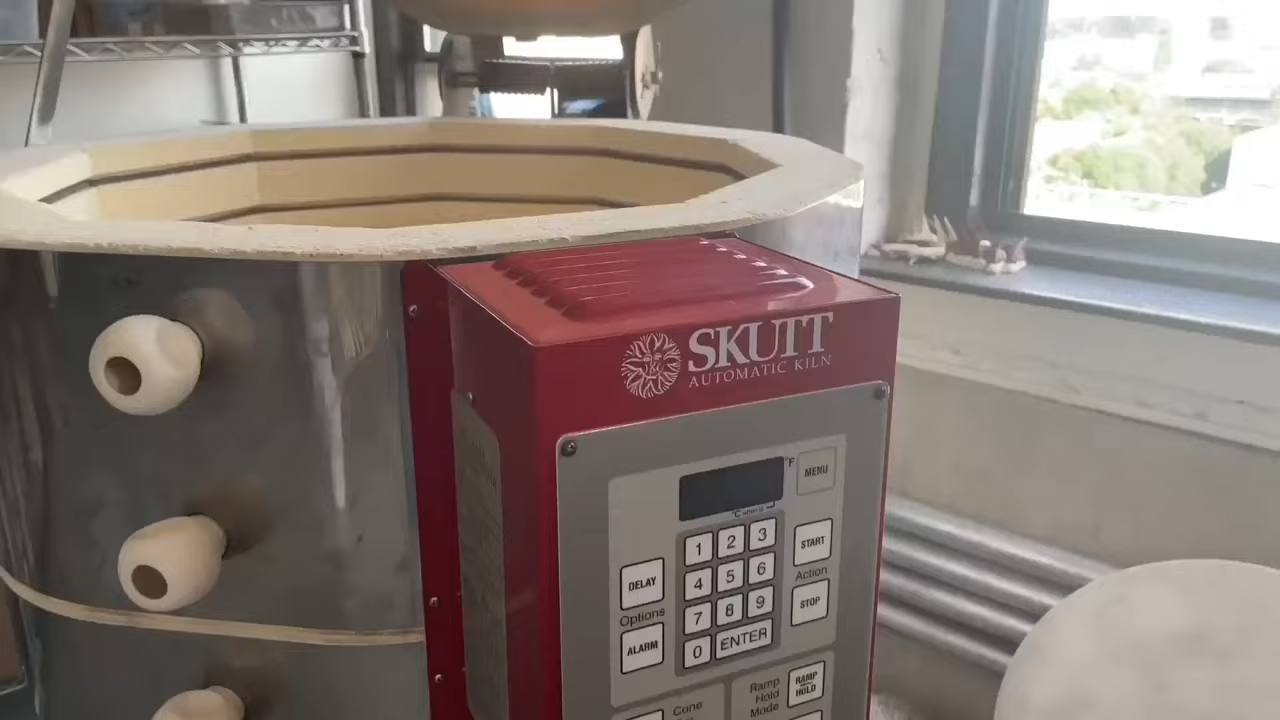 SKUTT
AUTOMATIC KILN
°F
MENU
1 2 3
START
DELAY
4 5 6
Action
Options
7 8 9
STOP
ALARM
0 ENTER
Ramp
Hold
Mode
RAMP
HOLD
Cone